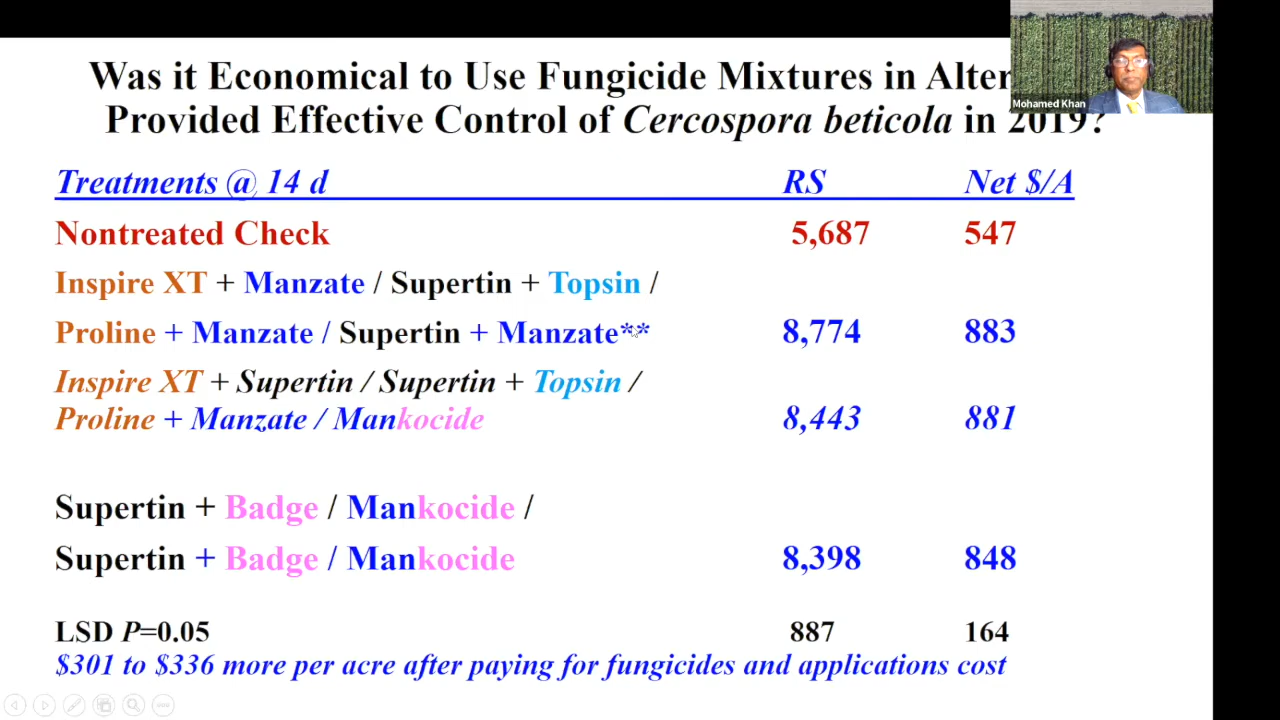 Was it Economical to Use Fungicide Mixtures in Alter
Provided Effective Control of Cercospora beticola in 2019?
Mohamed Khan
Treatments @ 14 d RS Net $/A
Nontreated Check 5,687 547
Inspire XT + Manzate / Supertin + Topsin /
Proline + Manzate / Supertin + Manzate** 8,774 883
Inspire XT + Supertin / Supertin + Topsin /
Proline + Manzate / Mankocide 8,443 881
Supertin + Badge / Mankocide /
Supertin + Badge / Mankocide 8,398 848
LSD P=0.05 887 164
$301 to $336 more per acre after paying for fungicides and applications cost